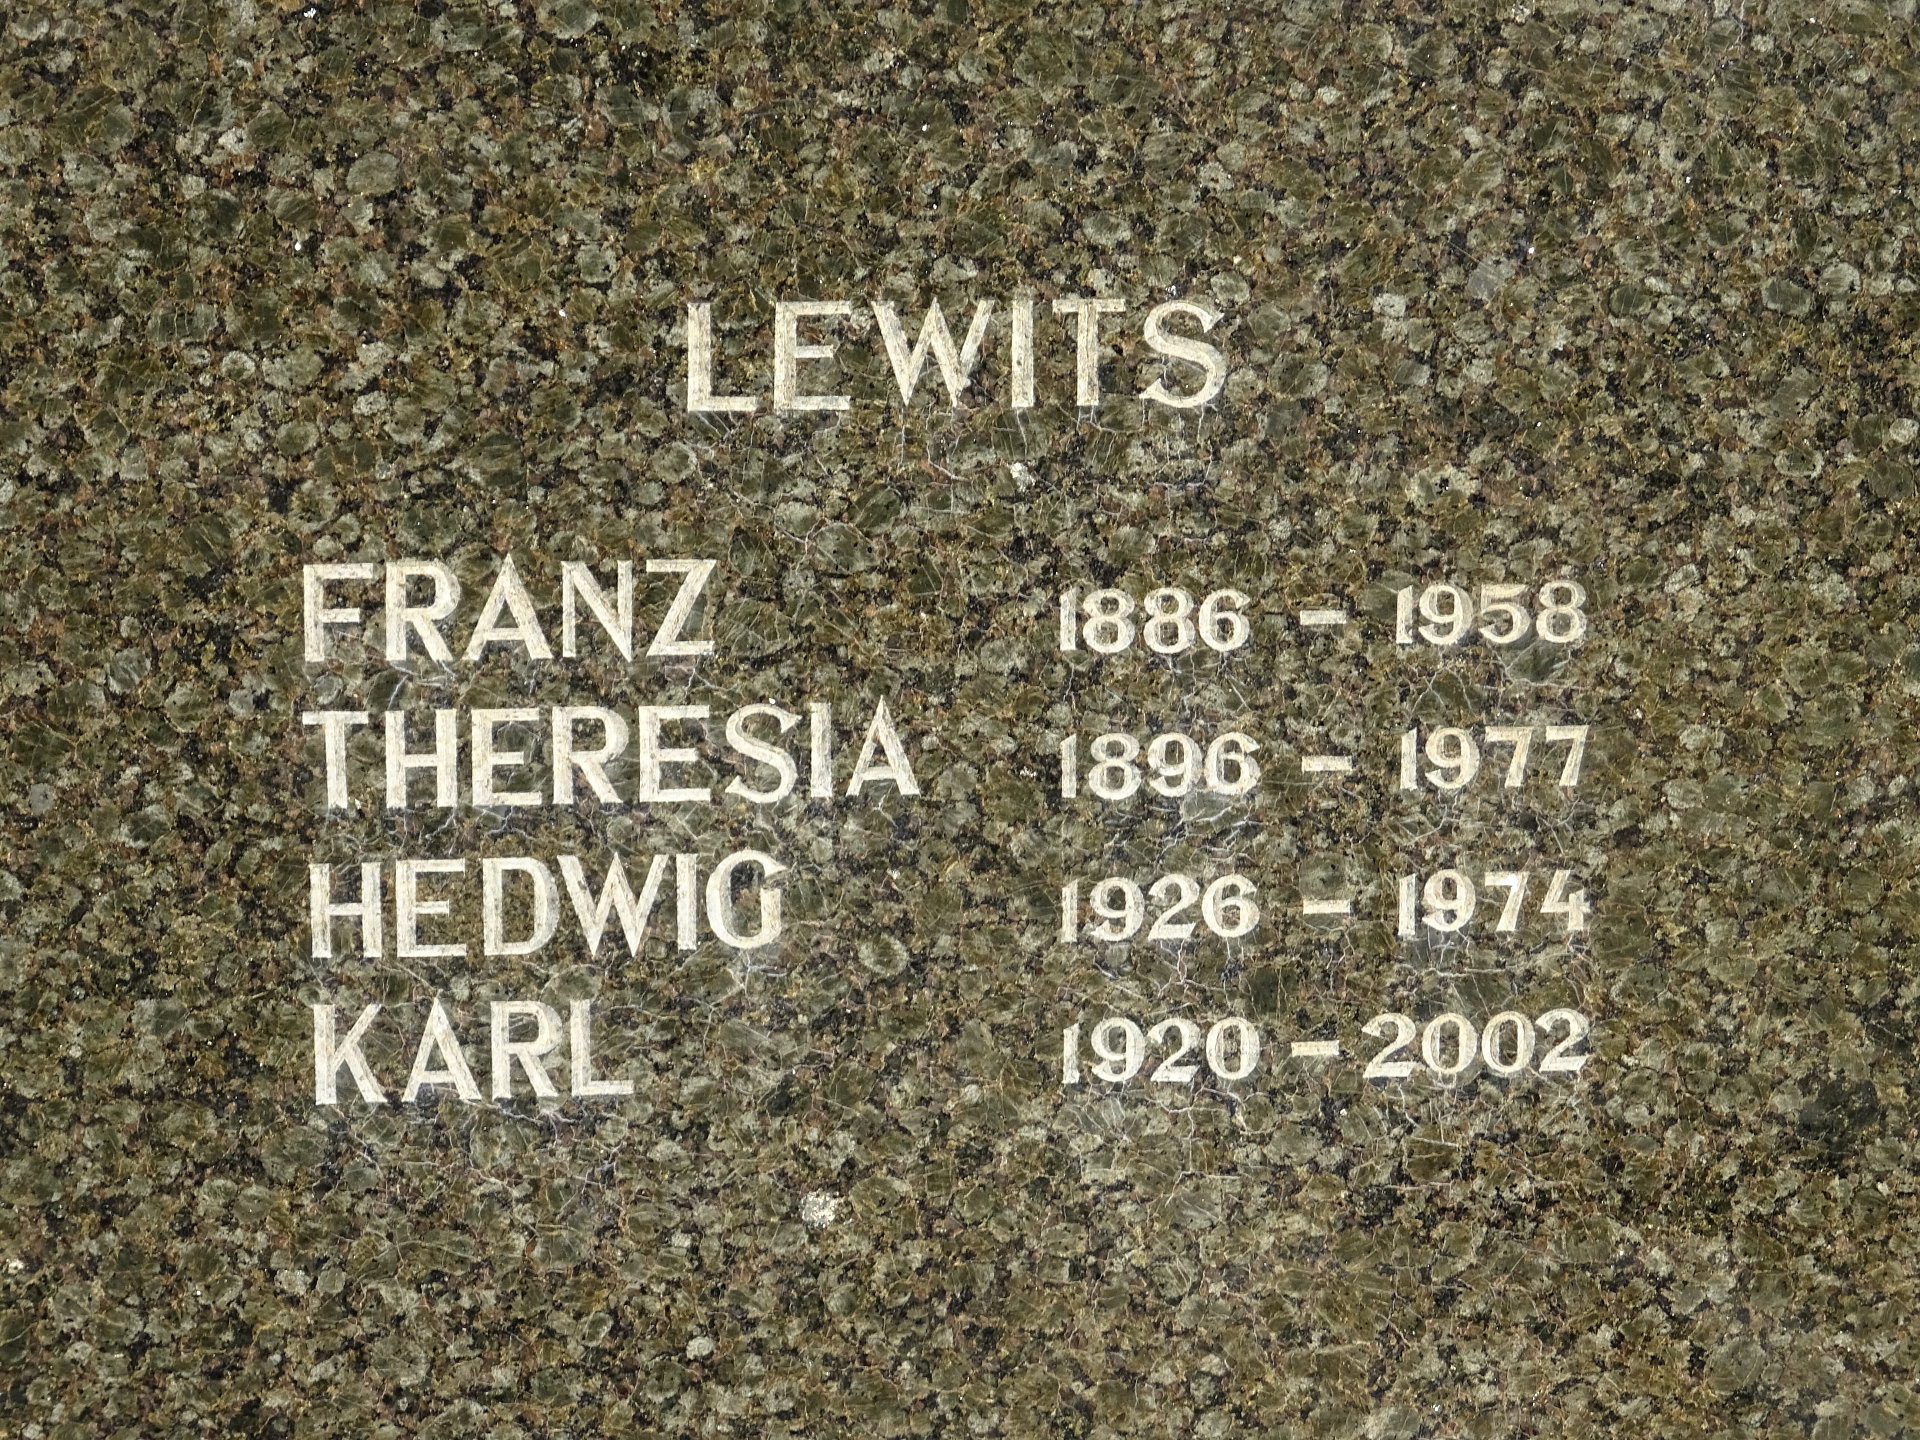 LEWITS
FRANZ 1886 - 1958
THERESIA 1896 - 1977
HEDWIG 1926 - 1974
KARL 1920 - 2002